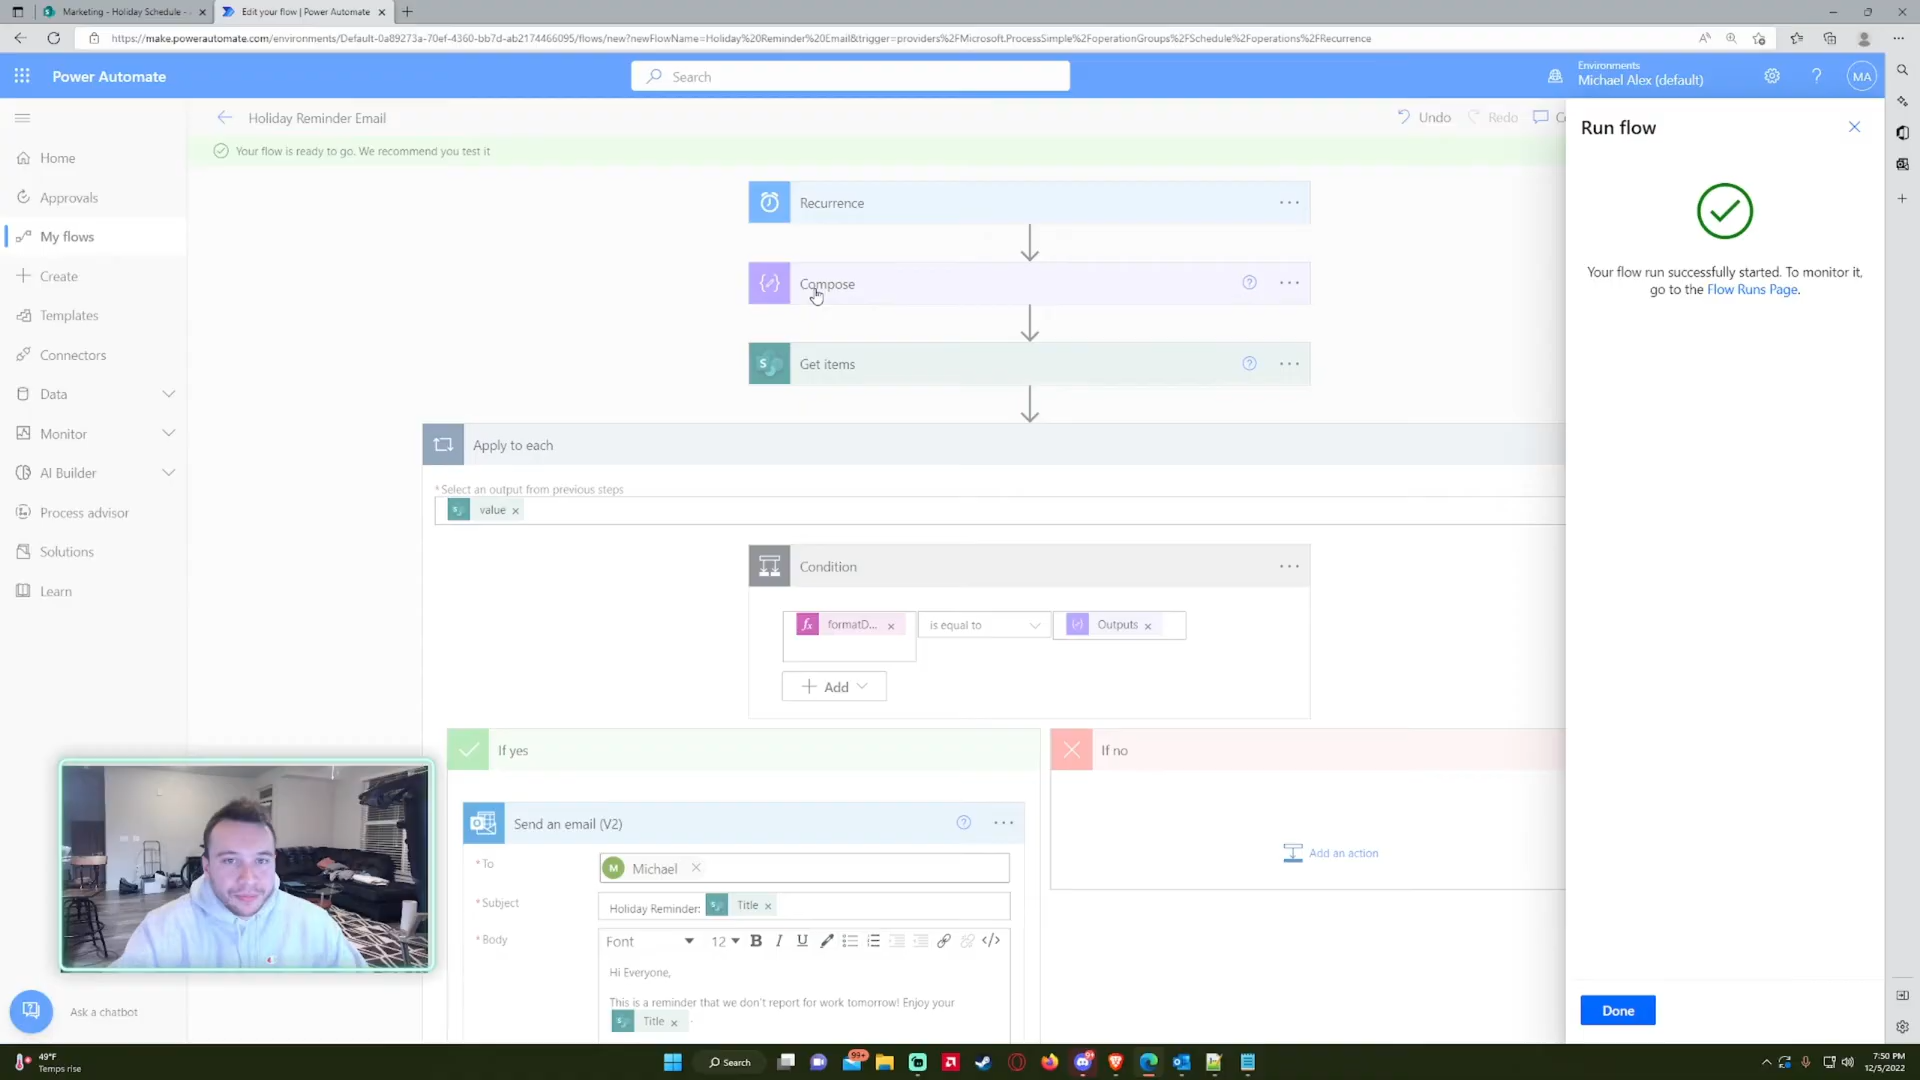 Marketing - Holiday Schedule -
Edit your flow | Power Automate
https://make.powerautomate.com/environments/Default-0a89273a-70ef-4360-bb7d-ab2174466095/flows/new?newFlowName=Holiday%20Reminder%20Email&trigger=providers%2FMicrosoft.ProcessSimple%2FoperationGroups%2FSchedule%2Foperations%2FRecurrence
Power Automate
Search
Environments
Michael Alex (default)
MA
Holiday Reminder Email
Undo
Redo
Your flow is ready to go. We recommend you test it
Home
Approvals
My flows
Create
Templates
Connectors
Data
Monitor
AI Builder
Process advisor
Solutions
Learn
Ask a chatbot
Recurrence
Compose
Get items
Apply to each
*Select an output from previous steps
value
Condition
formatD...
is equal to
Outputs
Add
If yes
If no
Send an email (V2)
*To
M Michael
*Subject
Holiday Reminder: Title
*Body
Font 12
Hi Everyone,
This is a reminder that we don't report for work tomorrow! Enjoy your
Title .
Add an action
Run flow
Your flow run successfully started. To monitor it,
go to the Flow Runs Page.
Done
49°F
Temps rise
Search
99+
7:50 PM
12/5/2022